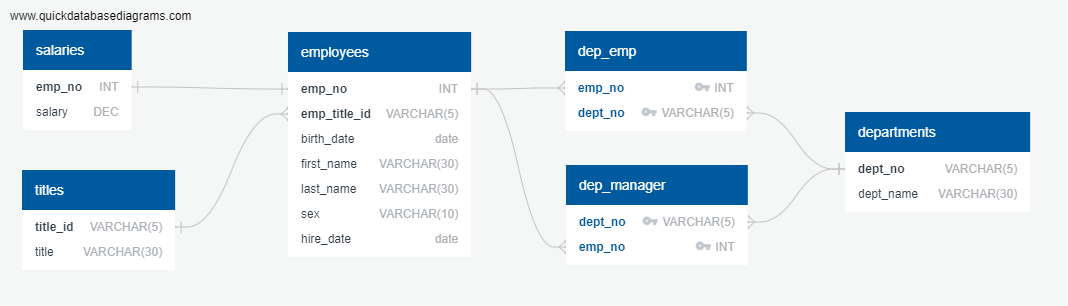 www.quickdatabasediagrams.com
salaries
emp_no INT
salary DEC
titles
title_id VARCHAR(5)
title VARCHAR(30)
employees
emp_no INT
emp_title_id VARCHAR(5)
birth_date date
first_name VARCHAR(30)
last_name VARCHAR(30)
sex VARCHAR(10)
hire_date date
dep_emp
emp_no INT
dept_no VARCHAR(5)
dep_manager
dept_no VARCHAR(5)
emp_no INT
departments
dept_no VARCHAR(5)
dept_name VARCHAR(30)